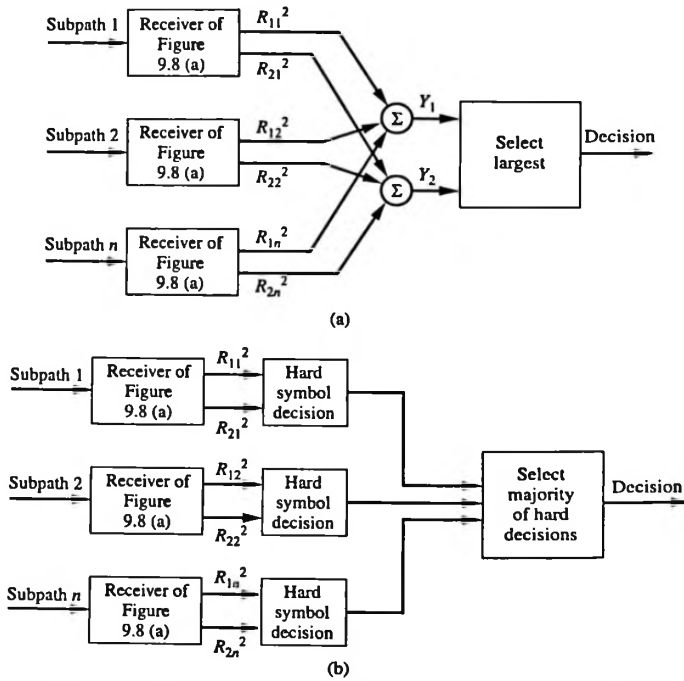 Subpath 1
Receiver of
Figure
9.8 (a)
R₁₁²
R₂₁²
Subpath 2
Receiver of
Figure
9.8 (a)
R₁₂²
R₂₂²
Subpath n
Receiver of
Figure
9.8 (a)
R₁ₙ²
R₂ₙ²
Σ
Y₁
Σ
Y₂
Select
largest
Decision
(a)
Subpath 1
Receiver of
Figure
9.8 (a)
R₁₁²
R₂₁²
Hard
symbol
decision
Subpath 2
Receiver of
Figure
9.8 (a)
R₁₂²
R₂₂²
Hard
symbol
decision
Subpath n
Receiver of
Figure
9.8 (a)
R₁ₙ²
R₂ₙ²
Hard
symbol
decision
Select
majority
of hard
decisions
Decision
(b)